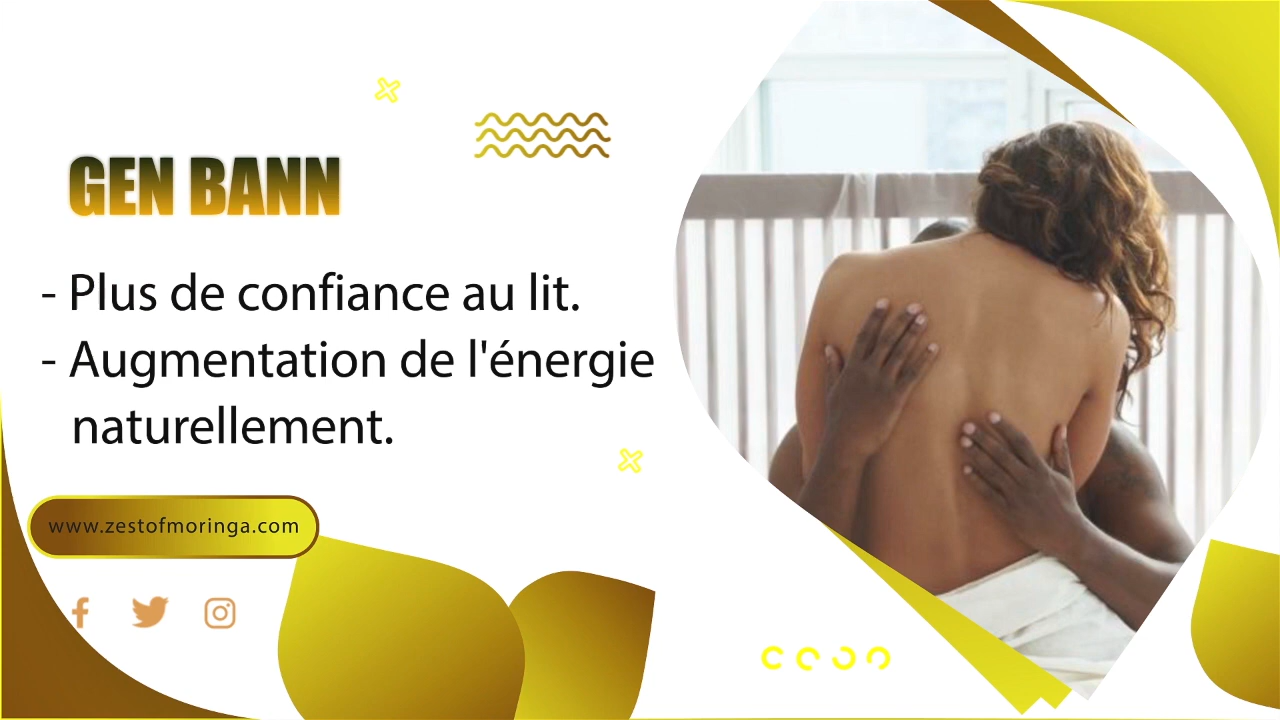 GEN BANN
- Plus de confiance au lit.
- Augmentation de l'énergie
naturellement.
www.zestofmoringa.com